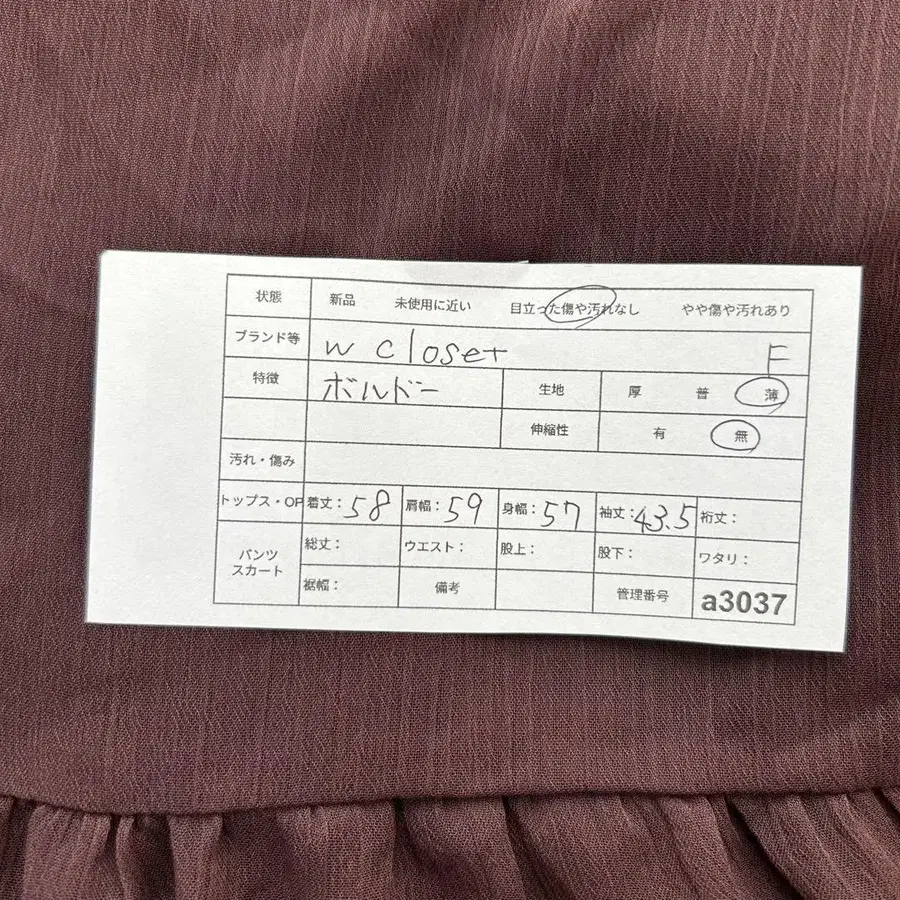 状態 新品 未使用に近い 目立った傷や汚れなし やや傷や汚れあり
ブランド等 w closet F
特徴 ボルドー 生地 厚 普 薄
伸縮性 有 無
汚れ・傷み
トップス・OP 着丈：58 肩幅：59 身幅：57 袖丈：43.5 裄丈：
パンツ スカート 総丈： ウエスト： 股上： 股下： ワタリ：
裾幅： 備考 管理番号 a3037